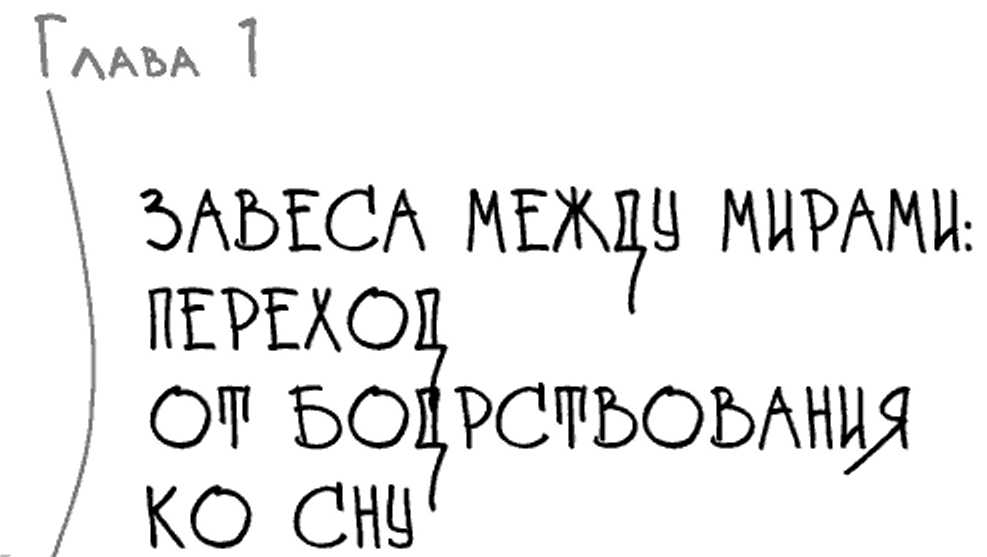 Глава 1
ЗАВЕСА МЕЖДУ МИРАМИ:
ПЕРЕХОД
ОТ БОДРСТВОВАНИЯ
КО СНУ